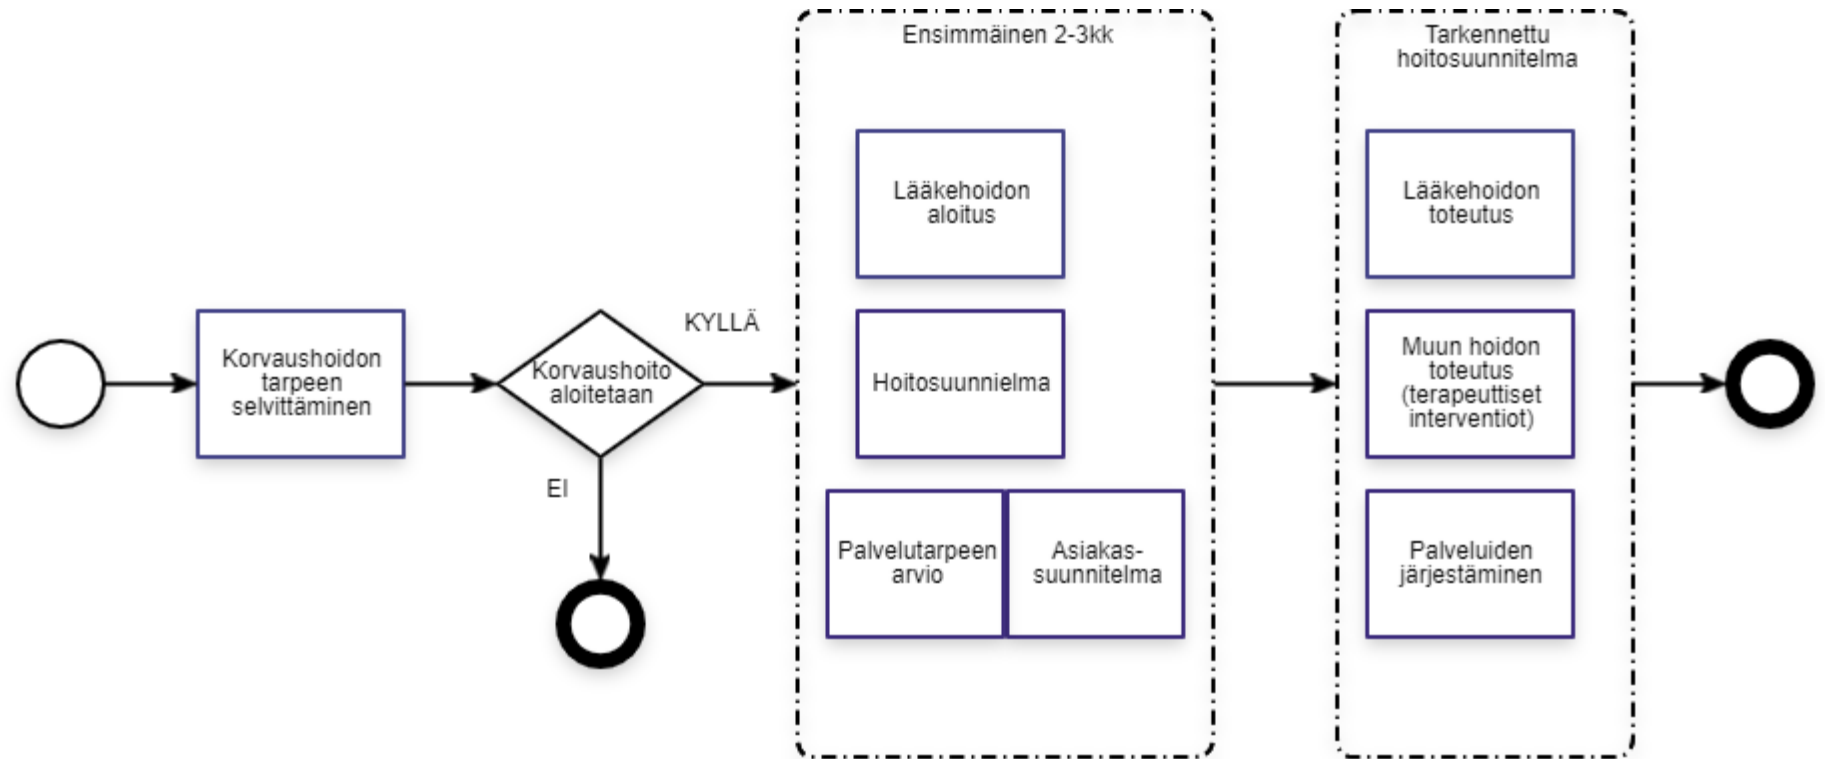 Korvaushoidon
tarpeen
selvittäminen
Korvaushoito
aloitetaan
KYLLÄ
EI
Ensimmäinen 2-3kk
Lääkehoidon
aloitus
Hoitosuunnielma
Palvelutarpeen
arvio
Asiakas-
suunnitelma
Tarkennettu
hoitosuunnitelma
Lääkehoidon
toteutus
Muun hoidon
toteutus
(terapeuttiset
interventiot)
Palveluiden
järjestäminen